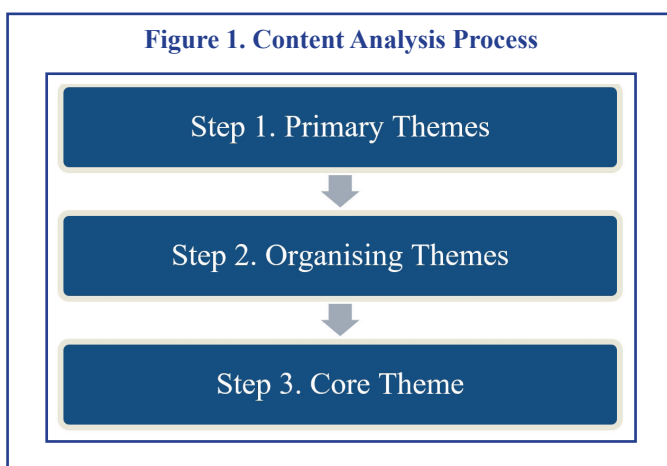 Figure 1. Content Analysis Process
Step 1. Primary Themes
Step 2. Organising Themes
Step 3. Core Theme